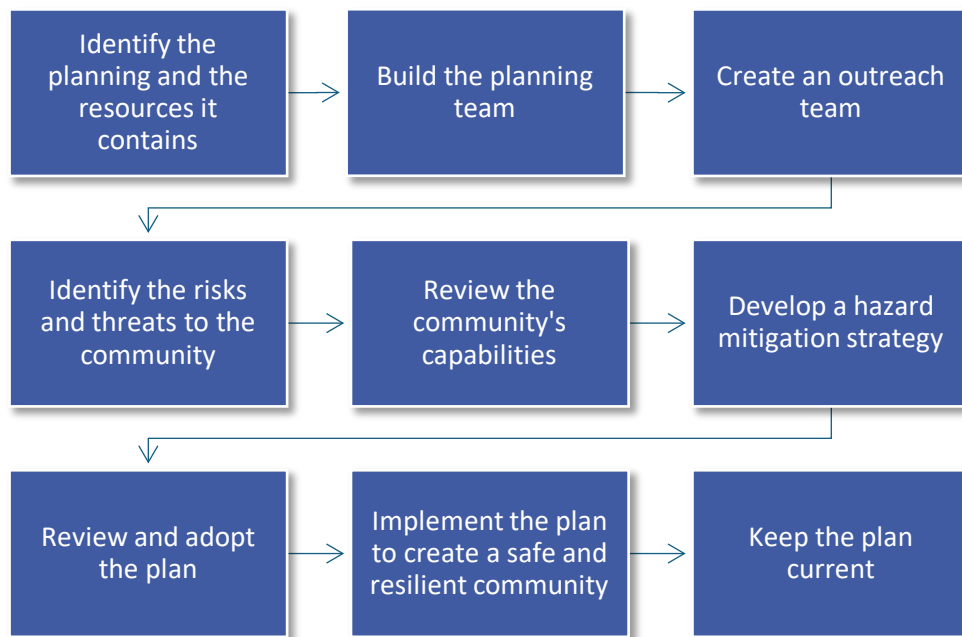 Identify the
planning and the
resources it
contains
Build the planning
team
Create an outreach
team
Identify the risks
and threats to the
community
Review the
community's
capabilities
Develop a hazard
mitigation strategy
Review and adopt
the plan
Implement the plan
to create a safe and
resilient community
Keep the plan
current